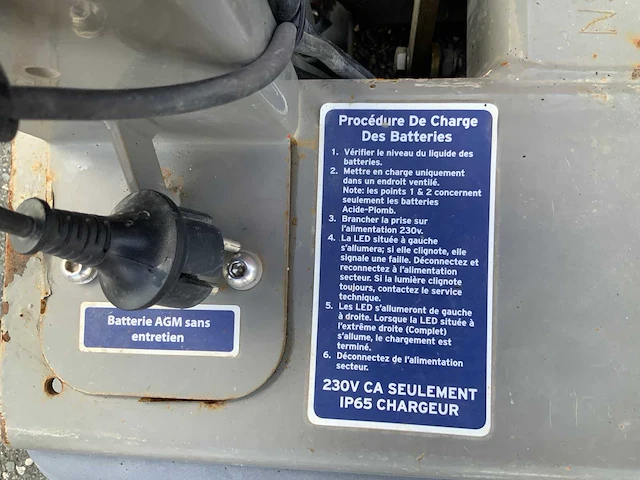 Procédure De Charge
Des Batteries
1. Vérifier le niveau du liquide des
batteries.
2. Mettre en charge uniquement
dans un endroit ventilé.
Note: les points 1 & 2 concernent
seulement les batteries
Acide-Plomb.
3. Brancher la prise sur
l'alimentation 230v.
4. La LED située à gauche
s'allumera; si elle clignote, elle
signale une faille. Déconnectez et
reconnectez à l'alimentation
secteur. Si la lumière clignote
toujours, contactez le service
technique.
5. Les LED s'allumeront de gauche
à droite. Lorsque la LED située à
l'extrême droite (Complet)
s'allume, le chargement est
terminé.
6. Déconnectez de l'alimentation
secteur.
230V CA SEULEMENT
IP65 CHARGEUR
Batterie AGM sans
entretien